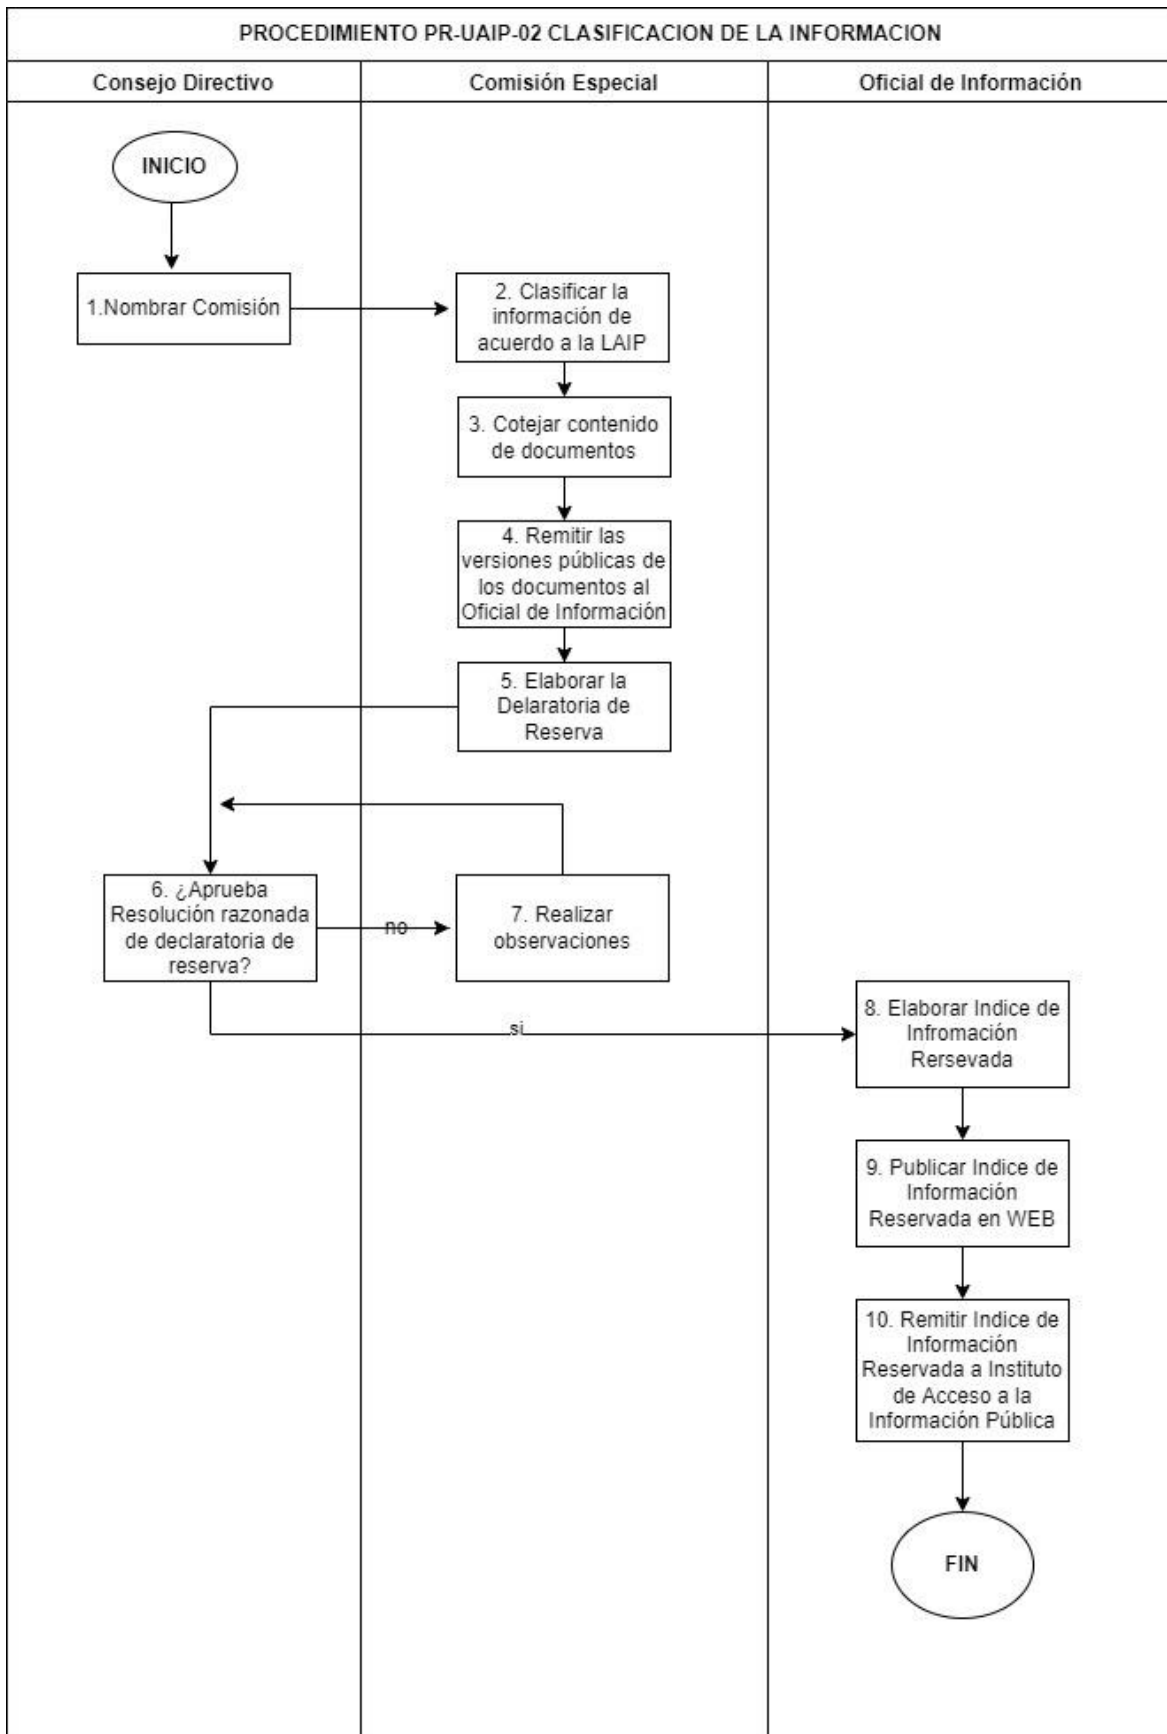 PROCEDIMIENTO PR-UAIP-02 CLASIFICACION DE LA INFORMACION
Consejo Directivo
Comisión Especial
Oficial de Información
INICIO
1.Nombrar Comisión
2. Clasificar la
información de
acuerdo a la LAIP
3. Cotejar contenido
de documentos
4. Remitir las
versiones públicas de
los documentos al
Oficial de Información
5. Elaborar la
Delaratoria de
Reserva
6. ¿Aprueba
Resolución razonada
de declaratoria de
reserva?
no
7. Realizar
observaciones
si
8. Elaborar Indice de
Infromación
Rersevada
9. Publicar Indice de
Información
Reservada en WEB
10. Remitir Indice de
Información
Reservada a Instituto
de Acceso a la
Información Pública
FIN